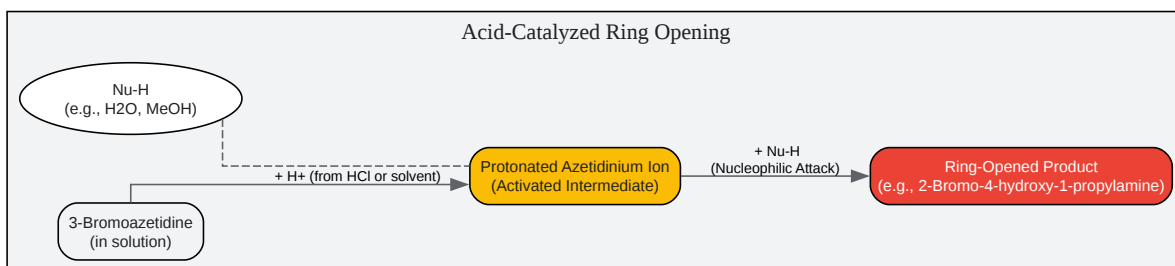 Acid-Catalyzed Ring Opening
Nu-H
(e.g., H2O, MeOH)
3-Bromoazetidine
(in solution)
+ H+ (from HCl or solvent)
Protonated Azetidinium Ion
(Activated Intermediate)
+ Nu-H
(Nucleophilic Attack)
Ring-Opened Product
(e.g., 2-Bromo-4-hydroxy-1-propylamine)